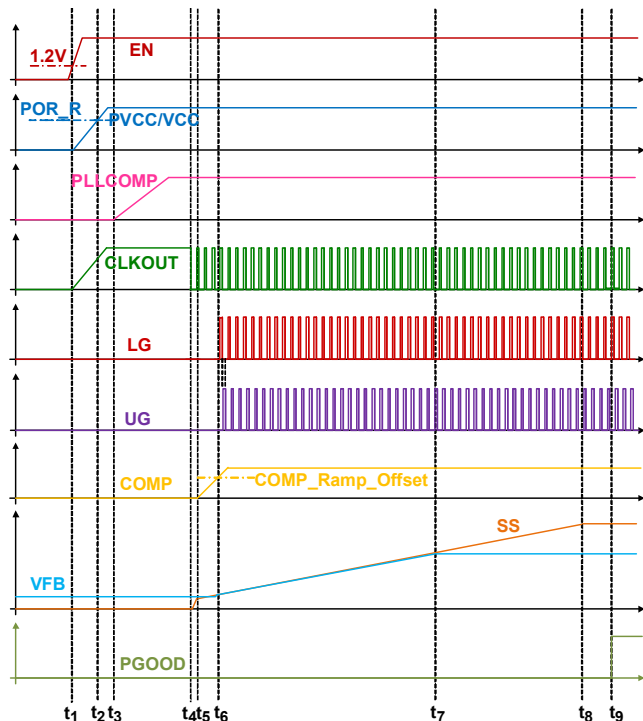 EN
1.2V
POR_R
PVCC/VCC
PLLCOMP
CLKOUT
LG
UG
COMP
COMP_Ramp_Offset
SS
VFB
PGOOD
t1 t2 t3 t4 t5 t6 t7 t8 t9